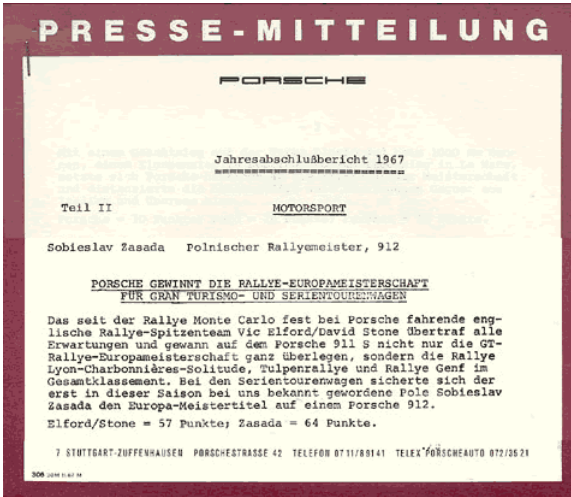 PRESSE-MITTEILUNG
PORSCHE
Jahresabschlußbericht 1967
Teil II MOTORSPORT
Sobieslav Zasada Polnischer Rallyemeister, 912
PORSCHE GEWINNT DIE RALLYE-EUROPAMEISTERSCHAFT
FÜR GRAN TURISMO- UND SERIENTOURENWAGEN
Das seit der Rallye Monte Carlo fest bei Porsche fahrende eng-
lische Rallye-Spitzenteam Vic Elford/David Stone übertraf alle
Erwartungen und gewann auf dem Porsche 911 S nicht nur die GT-
Rallye-Europameisterschaft ganz überlegen, sondern die Rallye
Lyon-Charbonnières-Solitude, Tulpenrallye und Rallye Genf im
Gesamtklassement. Bei den Serientourenwagen sicherte sich der
erst in dieser Saison bei uns bekannt gewordene Pole Sobieslav
Zasada den Europa-Meistertitel auf einem Porsche 912.
Elford/Stone = 57 Punkte; Zasada = 64 Punkte.
7 STUTTGART-ZUFFENHAUSEN PORSCHESTRASSE 42 TELEFON 0711/89141 TELEX PORSCHEAUTO 072/3521
308